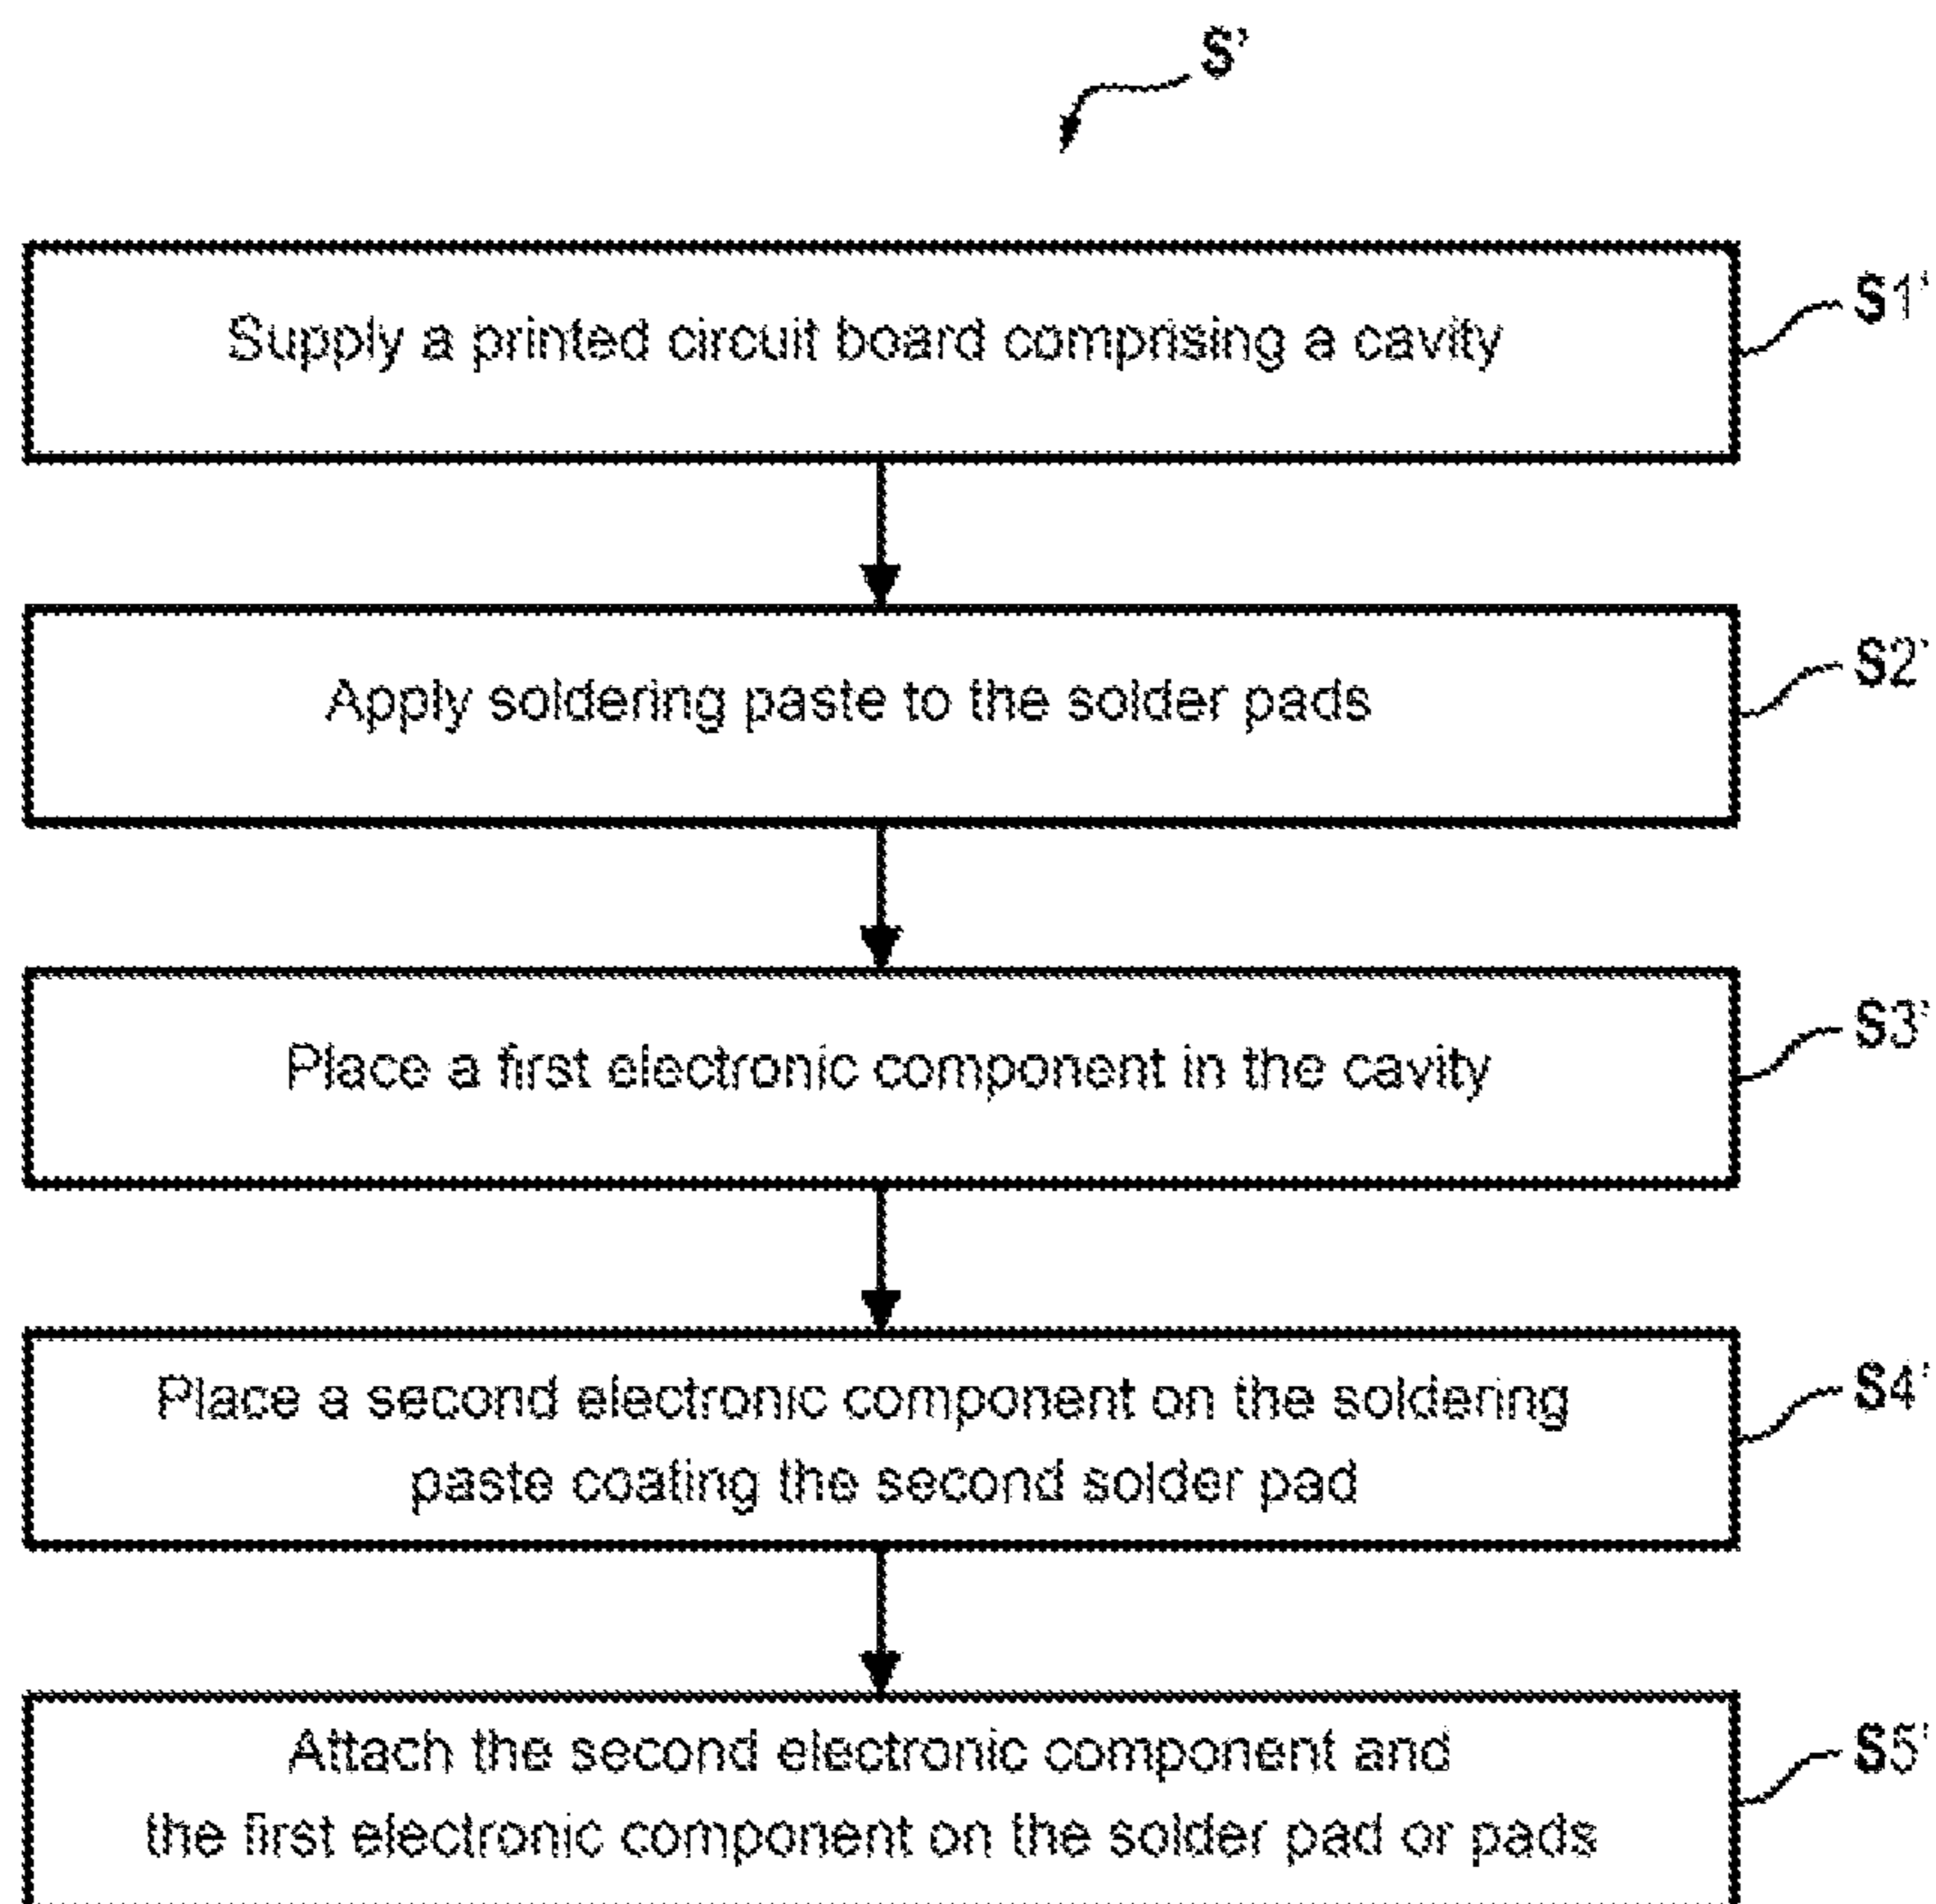 S'
Supply a printed circuit board comprising a cavity
S1'
Apply soldering paste to the solder pads
S2'
Place a first electronic component in the cavity
S3'
Place a second electronic component on the soldering
paste coating the second solder pad
S4'
Attach the second electronic component and
the first electronic component on the solder pad or pads
S5'